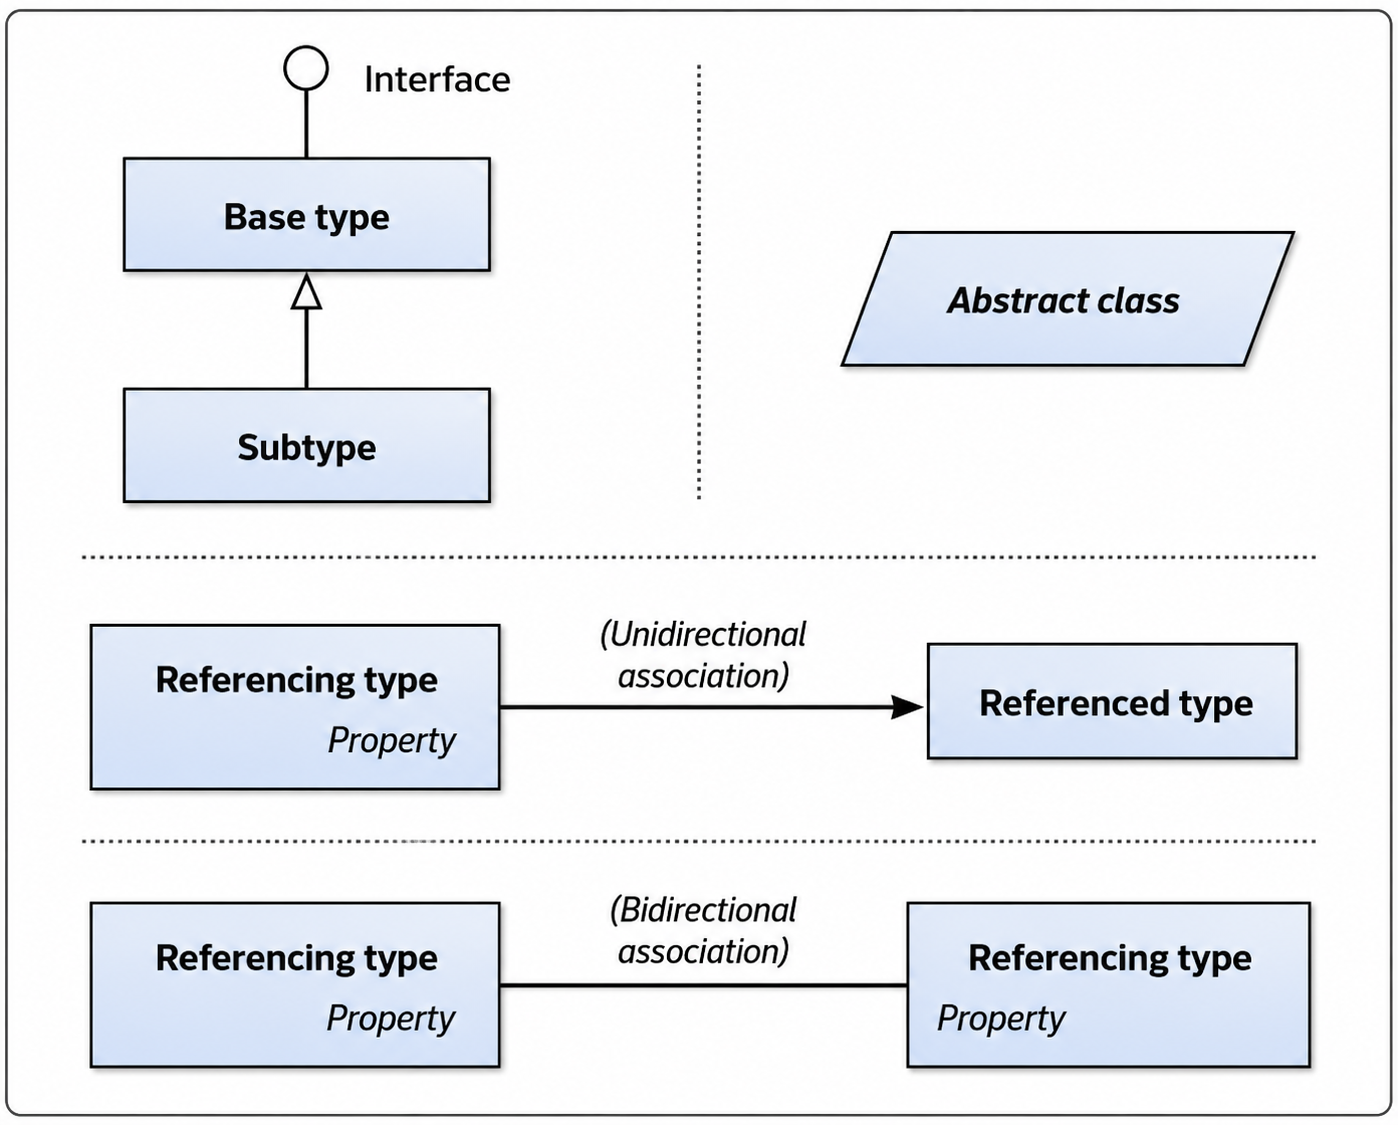 Interface
Base type
Abstract class
Subtype
(Unidirectional
association)
Referencing type
Property
Referenced type
(Bidirectional
association)
Referencing type
Property
Referencing type
Property